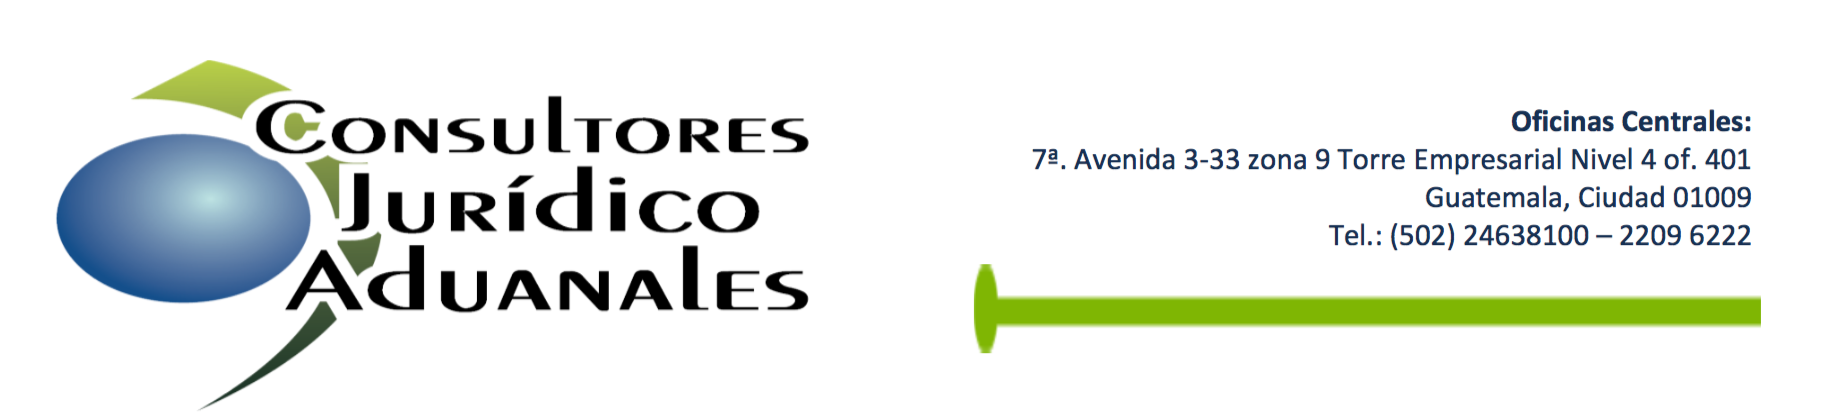 Consultores
Jurídico
Aduanales
Oficinas Centrales:
7ª. Avenida 3-33 zona 9 Torre Empresarial Nivel 4 of. 401
Guatemala, Ciudad 01009
Tel.: (502) 24638100 – 2209 6222